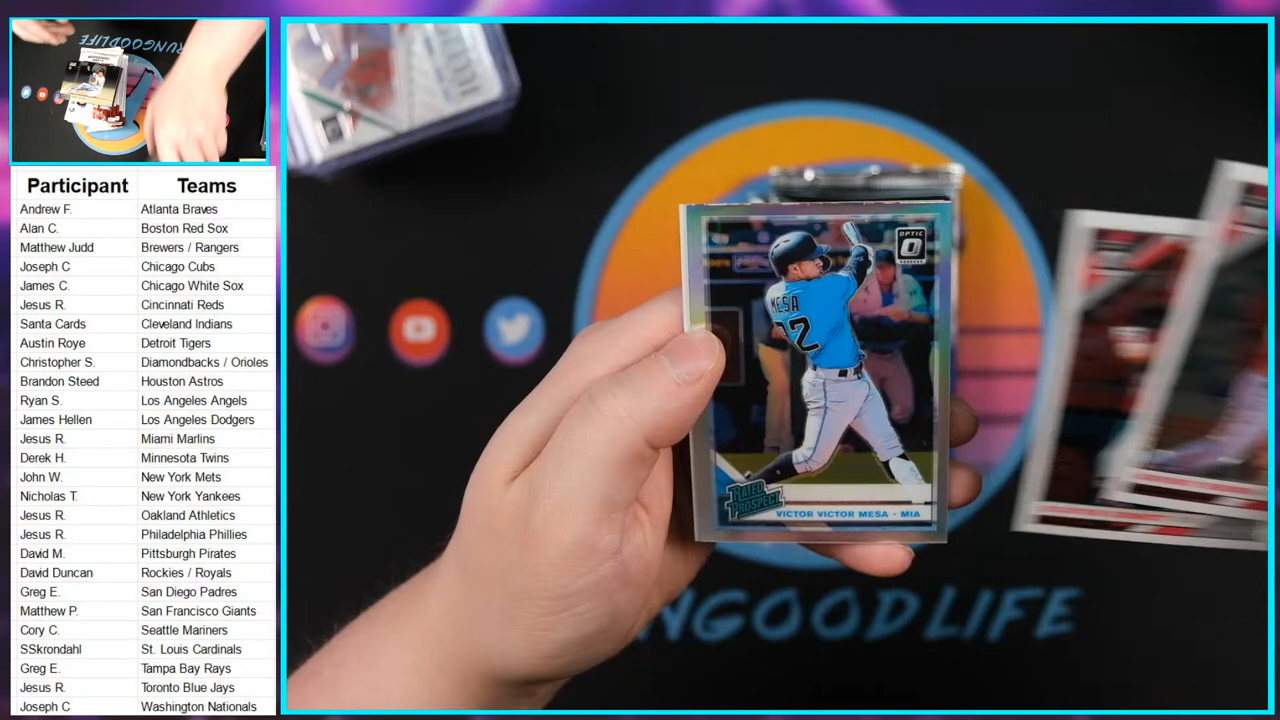 RUNGOODLIFE
Participant Teams
Andrew F. Atlanta Braves
Alan C. Boston Red Sox
Matthew Judd Brewers / Rangers
Joseph C Chicago Cubs
James C. Chicago White Sox
Jesus R. Cincinnati Reds
Santa Cards Cleveland Indians
Austin Roye Detroit Tigers
Christopher S. Diamondbacks / Orioles
Brandon Steed Houston Astros
Ryan S. Los Angeles Angels
James Hellen Los Angeles Dodgers
Jesus R. Miami Marlins
Derek H. Minnesota Twins
John W. New York Mets
Nicholas T. New York Yankees
Jesus R. Oakland Athletics
Jesus R. Philadelphia Phillies
David M. Pittsburgh Pirates
David Duncan Rockies / Royals
Greg E. San Diego Padres
Matthew P. San Francisco Giants
Cory C. Seattle Mariners
SSkrondahl St. Louis Cardinals
Greg E. Tampa Bay Rays
Jesus R. Toronto Blue Jays
Joseph C Washington Nationals
OPTIC
MESA
RATED
PROSPECT
VICTOR VICTOR MESA · MIA
NGOODLIFE